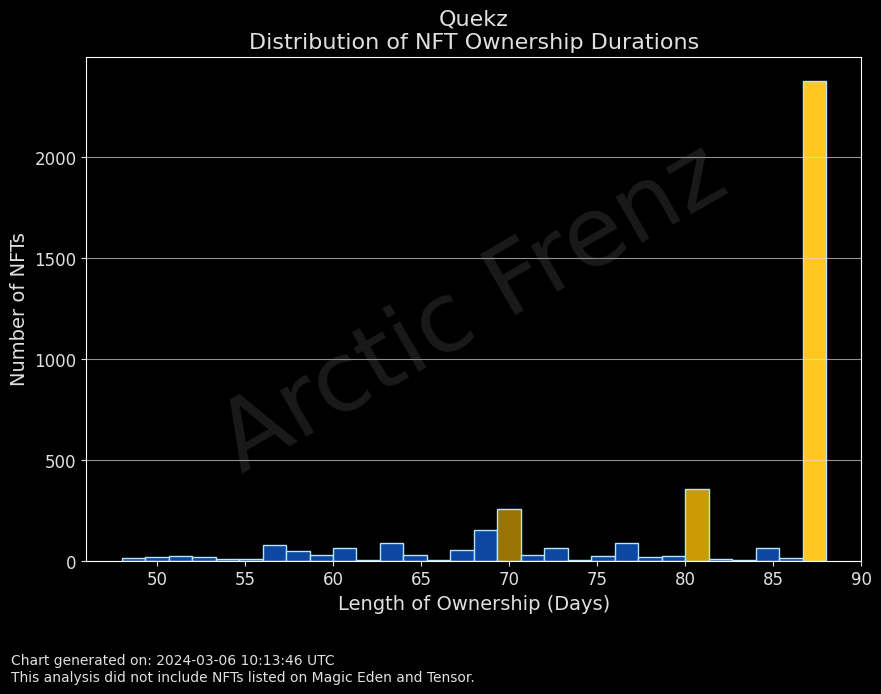 Quekz
Distribution of NFT Ownership Durations
Number of NFTs
2000
1500
1000
500
0
Arctic Frenz
50 55 60 65 70 75 80 85 90
Length of Ownership (Days)
Chart generated on: 2024-03-06 10:13:46 UTC
This analysis did not include NFTs listed on Magic Eden and Tensor.